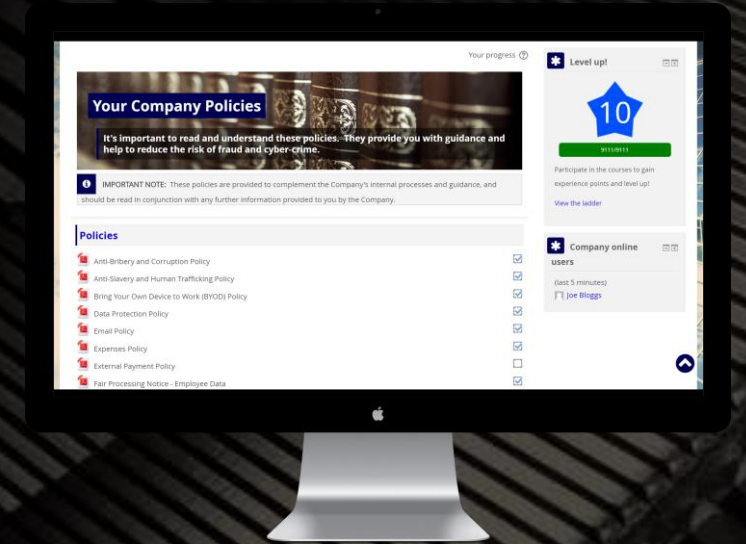 Your progress
Your Company Policies
It's important to read and understand these policies. They provide you with guidance and
help to reduce the risk of fraud and cyber-crime.
IMPORTANT NOTE: These policies are provided to complement the Company's internal processes and guidance, and
should be read in conjunction with any further information provided to you by the Company.
Policies
Anti-Bribery and Corruption Policy
Anti-Slavery and Human Trafficking Policy
Bring Your Own Device to Work (BYOD) Policy
Data Protection Policy
Email Policy
Expenses Policy
External Payment Policy
Fair Processing Notice - Employee Data
Level up!
10
9111/9111
Participate in the courses to gain
experience points and level up!
View the ladder
Company online
users
(last 5 minutes)
Joe Bloggs